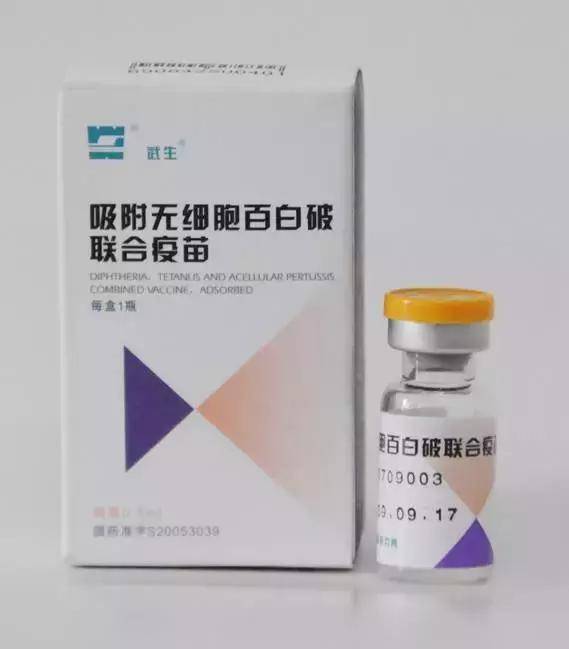 武生
吸附无细胞百白破
联合疫苗
DIPHTHERIA, TETANUS AND ACELLULAR PERTUSSIS
COMBINED VACCINE, ADSORBED
每盒1瓶
国药准字S20053039
胞百白破联合疫
709003
09.17